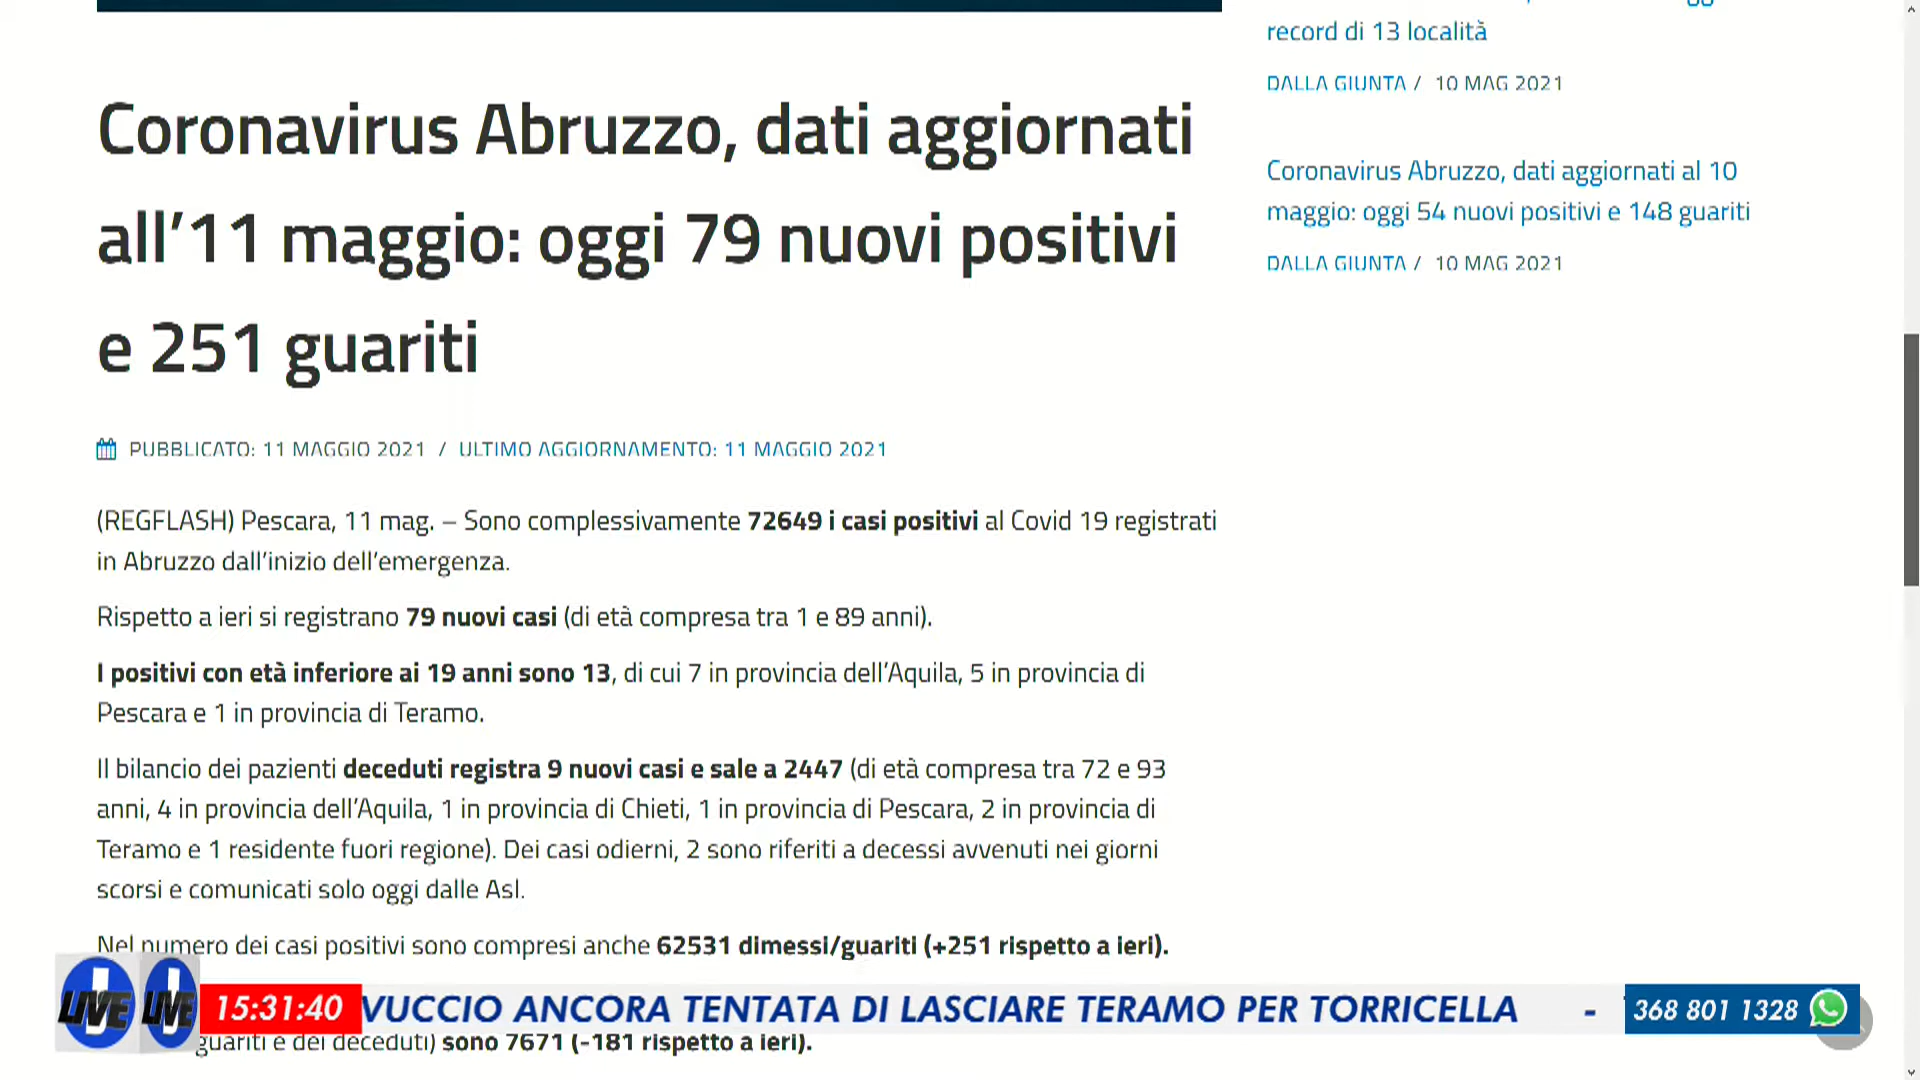 Coronavirus Abruzzo, dati aggiornati
all'11 maggio: oggi 79 nuovi positivi
e 251 guariti
PUBBLICATO: 11 MAGGIO 2021 / ULTIMO AGGIORNAMENTO: 11 MAGGIO 2021
(REGFLASH) Pescara, 11 mag. – Sono complessivamente 72649 i casi positivi al Covid 19 registrati
in Abruzzo dall'inizio dell'emergenza.
Rispetto a ieri si registrano 79 nuovi casi (di età compresa tra 1 e 89 anni).
I positivi con età inferiore ai 19 anni sono 13, di cui 7 in provincia dell'Aquila, 5 in provincia di
Pescara e 1 in provincia di Teramo.
Il bilancio dei pazienti deceduti registra 9 nuovi casi e sale a 2447 (di età compresa tra 72 e 93
anni, 4 in provincia dell'Aquila, 1 in provincia di Chieti, 1 in provincia di Pescara, 2 in provincia di
Teramo e 1 residente fuori regione). Dei casi odierni, 2 sono riferiti a decessi avvenuti nei giorni
scorsi e comunicati solo oggi dalle Asl.
Nel numero dei casi positivi sono compresi anche 62531 dimessi/guariti (+251 rispetto a ieri).
guariti e dei deceduti) sono 7671 (-181 rispetto a ieri).
record di 13 località
DALLA GIUNTA / 10 MAG 2021
Coronavirus Abruzzo, dati aggiornati al 10
maggio: oggi 54 nuovi positivi e 148 guariti
DALLA GIUNTA / 10 MAG 2021
LIVE LIVE
15:31:40
VUCCIO ANCORA TENTATA DI LASCIARE TERAMO PER TORRICELLA -
368 801 1328